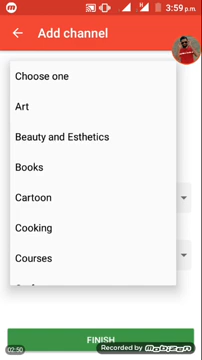 3:59 p.m.
Add channel
Choose one
Art
Beauty and Esthetics
Books
Cartoon
Cooking
Courses
FINISH
02:50
Recorded by mobizen